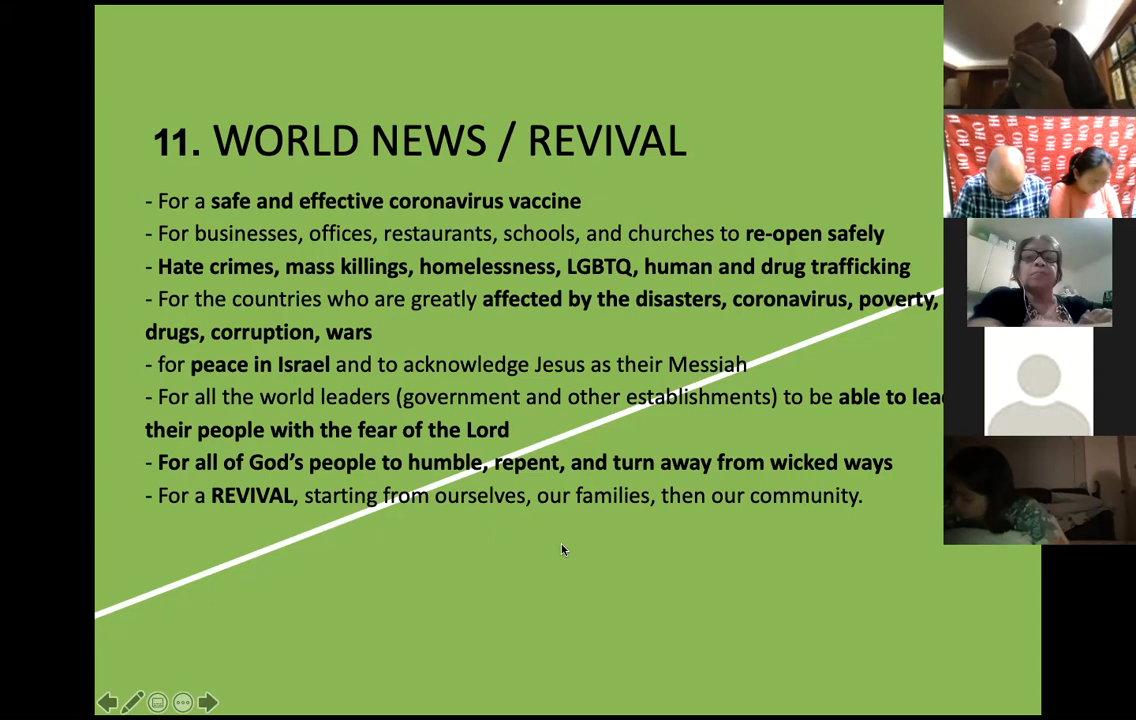 11. WORLD NEWS / REVIVAL
- For a safe and effective coronavirus vaccine
- For businesses, offices, restaurants, schools, and churches to re-open safely
- Hate crimes, mass killings, homelessness, LGBTQ, human and drug trafficking
- For the countries who are greatly affected by the disasters, coronavirus, poverty,
drugs, corruption, wars
- for peace in Israel and to acknowledge Jesus as their Messiah
- For all the world leaders (government and other establishments) to be able to lea
their people with the fear of the Lord
- For all of God's people to humble, repent, and turn away from wicked ways
- For a REVIVAL, starting from ourselves, our families, then our community.
HO HO HO